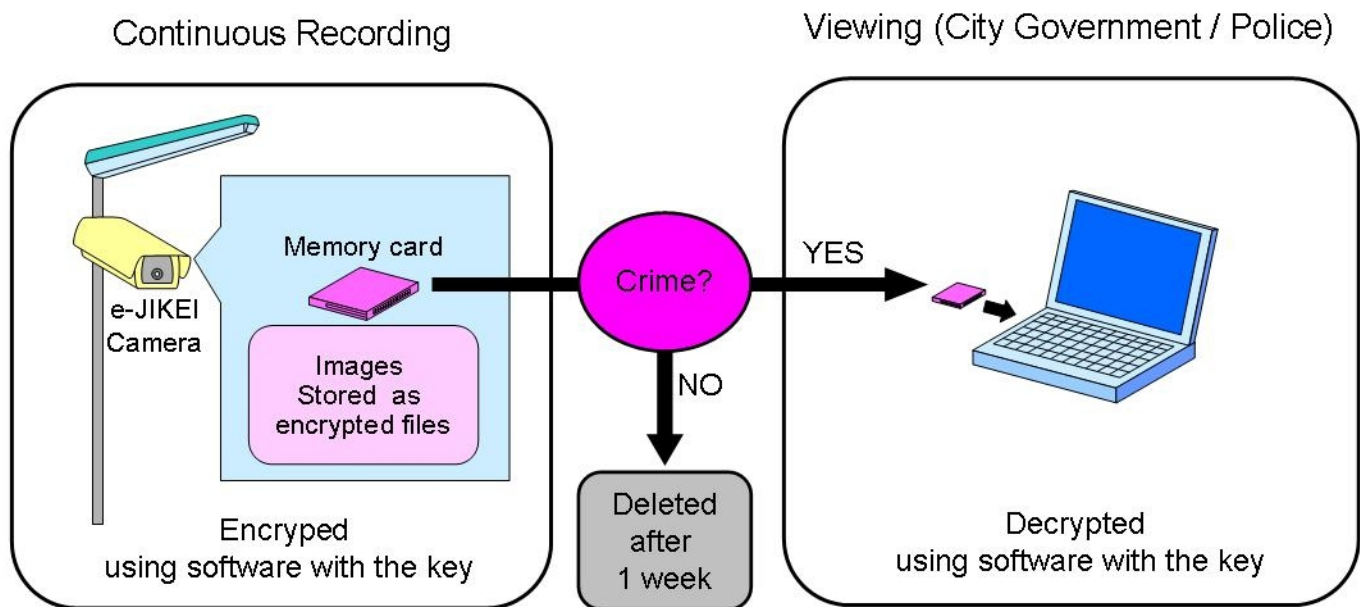 Continuous Recording
Viewing (City Government / Police)
Memory card
e-JIKEI
Camera
Images
Stored as
encrypted files
Encryped
using software with the key
Crime?
YES
NO
Deleted
after
1 week
Decrypted
using software with the key